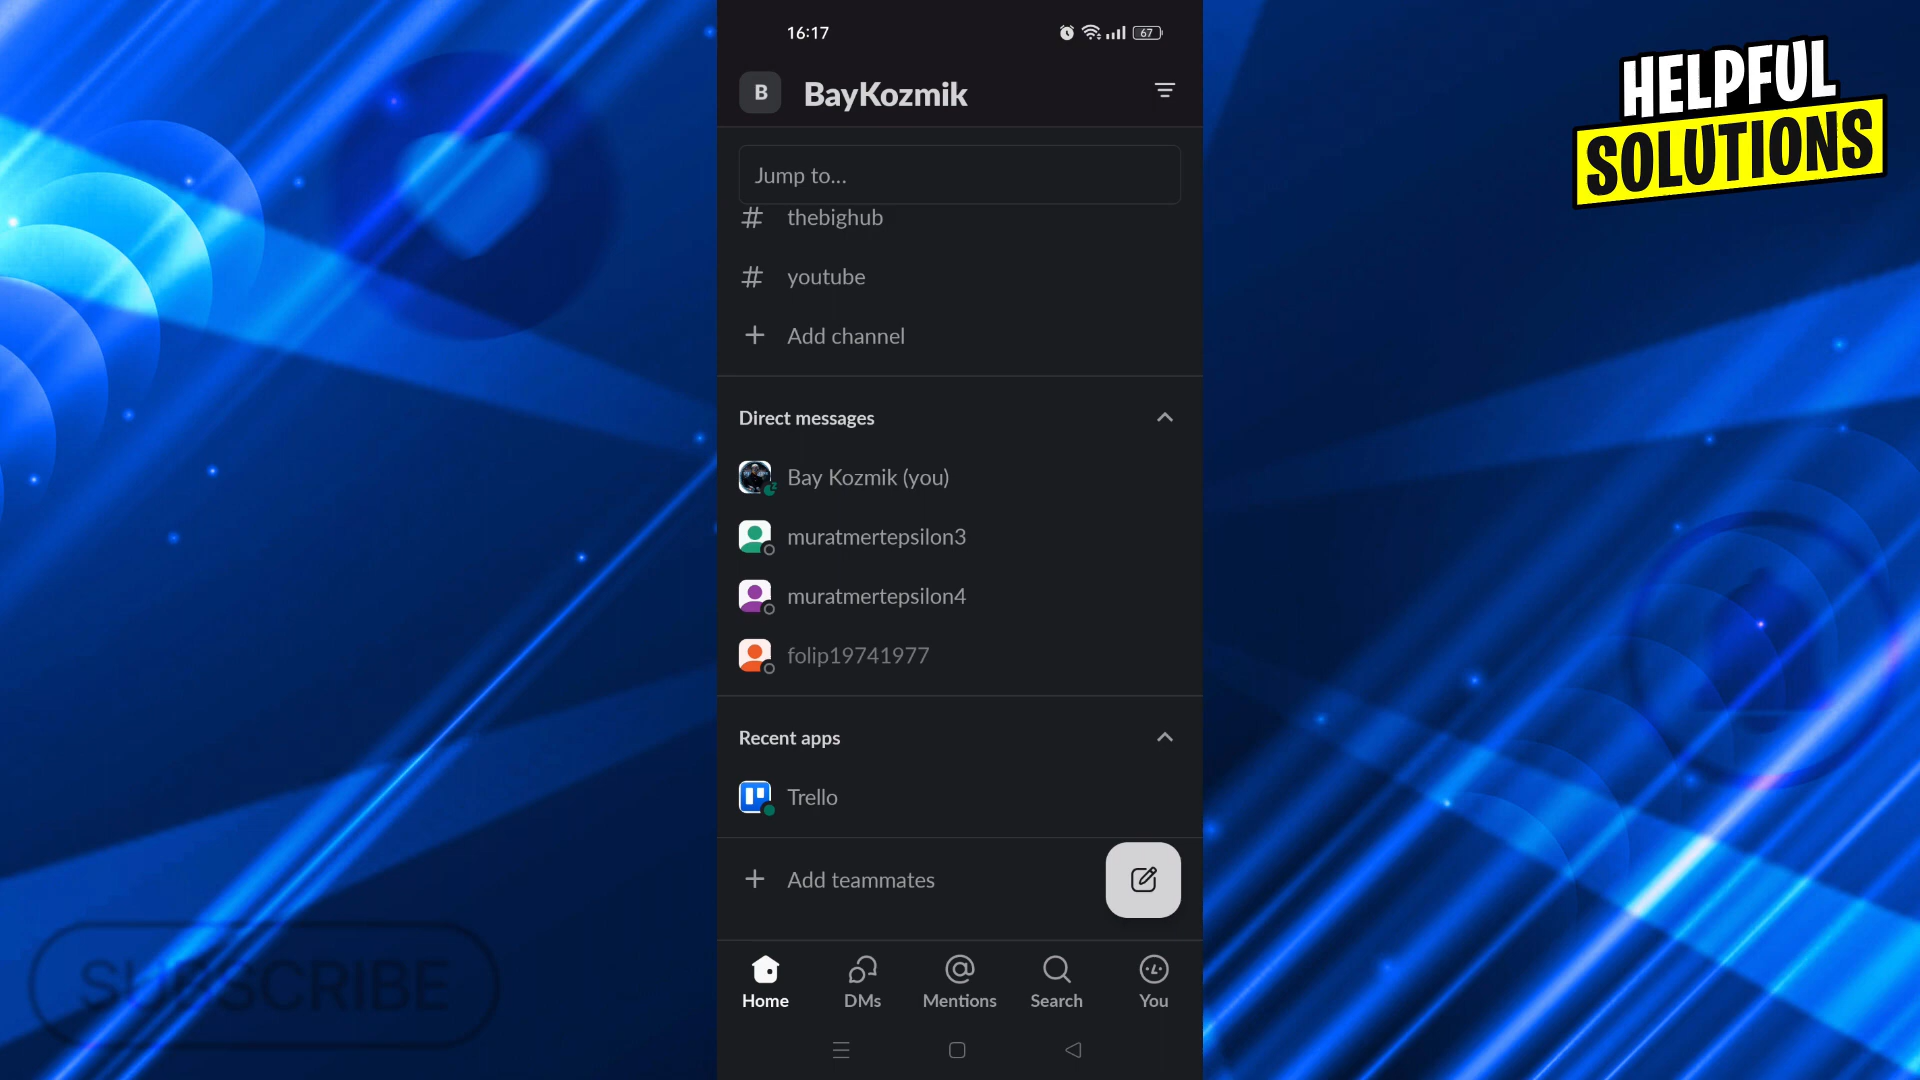 16:17
67
HELPFUL
SOLUTIONS
B
BayKozmik
Jump to...
# thebighub
# youtube
+ Add channel
Direct messages
Bay Kozmik (you)
z
muratmertepsilon3
muratmertepsilon4
folip19741977
Recent apps
Trello
+ Add teammates
Home
DMs
Mentions
Search
You
SUBSCRIBE